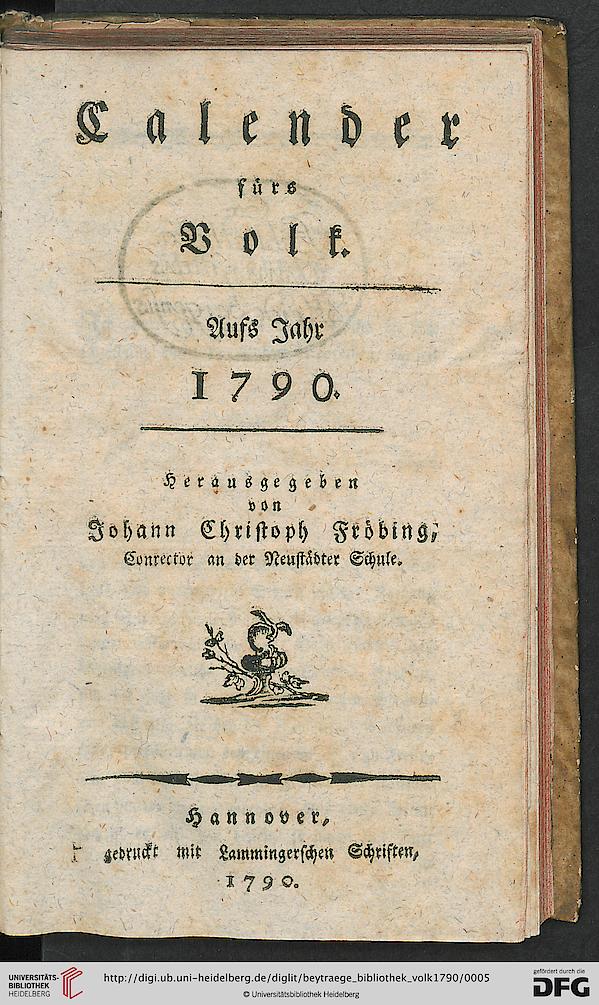 Calender
fürs
Volk.
Aufs Jahr
1790.
Herausgegeben
von
Johann Christoph Fröbing,
Conrector an der Neustädter Schule.
Hannover,
gedruckt mit Lammingerschen Schriften,
1790.
UNIVERSITÄTS-
BIBLIOTHEK
HEIDELBERG
http://digi.ub.uni-heidelberg.de/diglit/beytraege_bibliothek_volk1790/0005
© Universitätsbibliothek Heidelberg
gefördert durch die
DFG